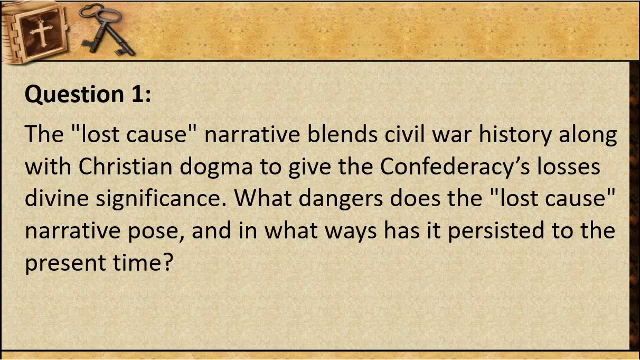 Question 1:
The "lost cause" narrative blends civil war history along
with Christian dogma to give the Confederacy’s losses
divine significance. What dangers does the "lost cause"
narrative pose, and in what ways has it persisted to the
present time?